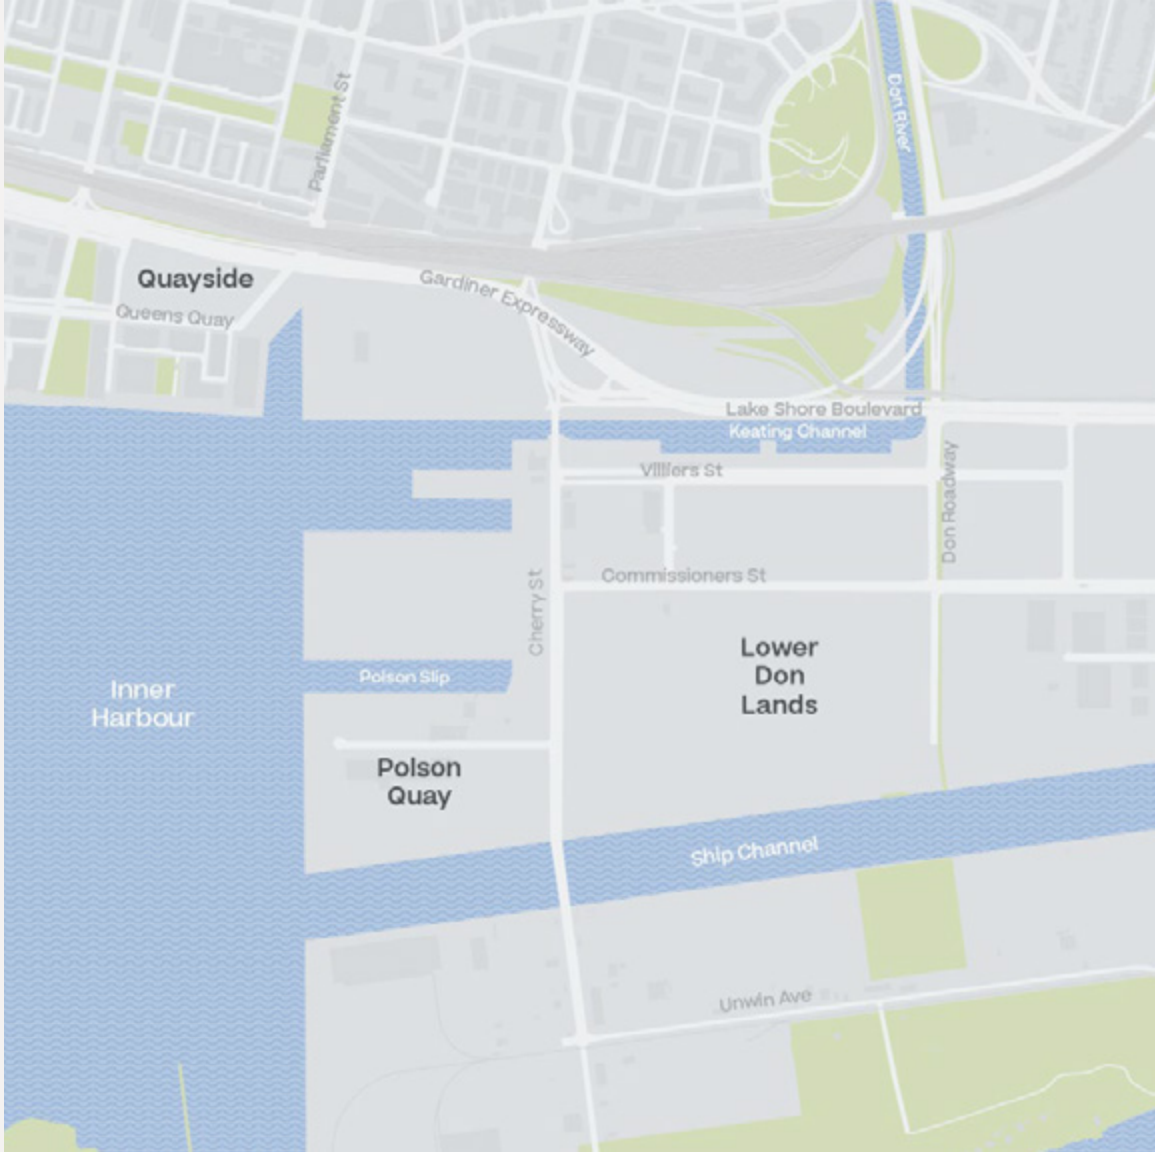 Parliament St
Don River
Quayside
Queens Quay
Gardiner Expressway
Lake Shore Boulevard
Keating Channel
Villiers St
Don Roadway
Commissioners St
Cherry St
Lower
Don
Lands
Polson Slip
Inner
Harbour
Polson
Quay
Ship Channel
Unwin Ave